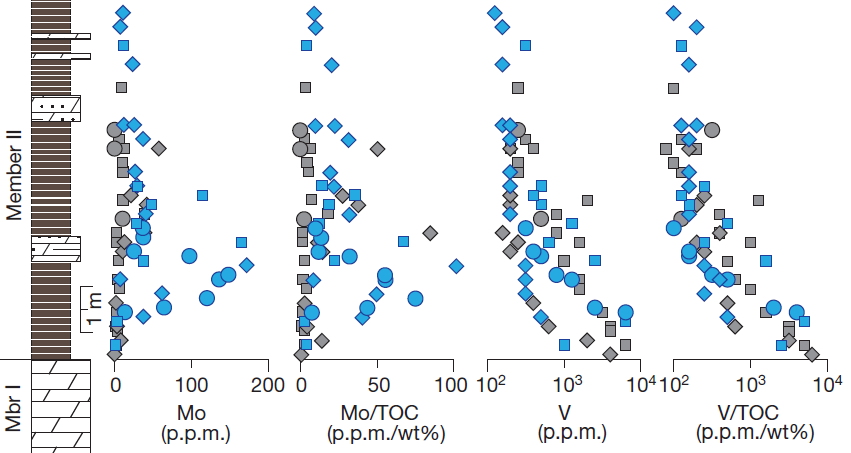 Member II
1 m
Mbr I
0 100 200
0 50 100
10² 10³ 10⁴
10² 10³ 10⁴
Mo
(p.p.m.)
Mo/TOC
(p.p.m./wt%)
V
(p.p.m.)
V/TOC
(p.p.m./wt%)